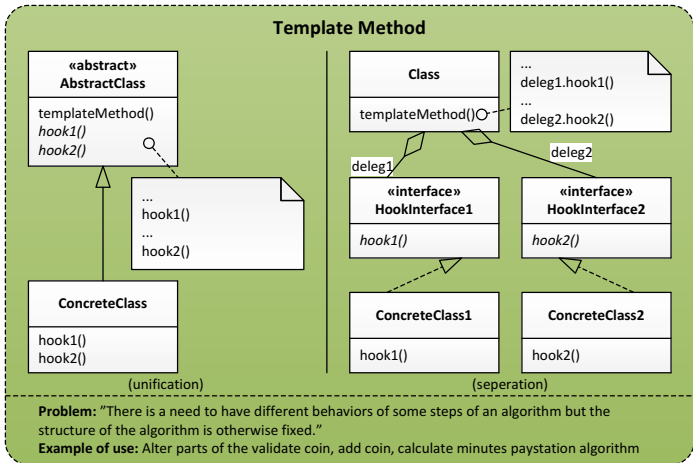 Template Method
«abstract»
AbstractClass
templateMethod()
hook1()
hook2()
...
hook1()
...
hook2()
ConcreteClass
hook1()
hook2()
(unification)
Class
templateMethod()
...
deleg1.hook1()
...
deleg2.hook2()
deleg1
deleg2
«interface»
HookInterface1
hook1()
«interface»
HookInterface2
hook2()
ConcreteClass1
hook1()
ConcreteClass2
hook2()
(seperation)
Problem: ”There is a need to have different behaviors of some steps of an algorithm but the
structure of the algorithm is otherwise fixed.”
Example of use: Alter parts of the validate coin, add coin, calculate minutes paystation algorithm